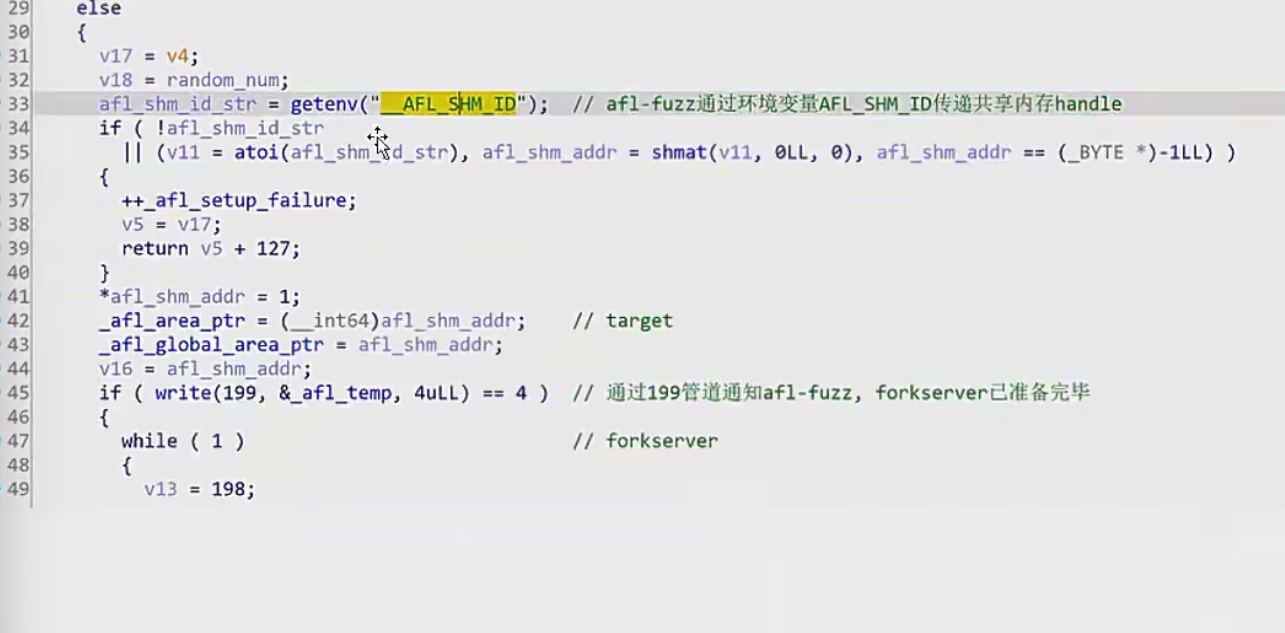 29 else
30 {
31 v17 = v4;
32 v18 = random_num;
33 afl_shm_id_str = getenv("__AFL_SHM_ID"); // afl-fuzz通过环境变量AFL_SHM_ID传递共享内存handle
34 if ( !afl_shm_id_str
35 || (v11 = atoi(afl_shm_id_str), afl_shm_addr = shmat(v11, 0LL, 0), afl_shm_addr == (_BYTE *)-1LL) )
36 {
37 ++_afl_setup_failure;
38 v5 = v17;
39 return v5 + 127;
40 }
41 *afl_shm_addr = 1;
42 _afl_area_ptr = (__int64)afl_shm_addr; // target
43 _afl_global_area_ptr = afl_shm_addr;
44 v16 = afl_shm_addr;
45 if ( write(199, &_afl_temp, 4uLL) == 4 ) // 通过199管道通知afl-fuzz, forkserver已准备完毕
46 {
47 while ( 1 ) // forkserver
48 {
49 v13 = 198;